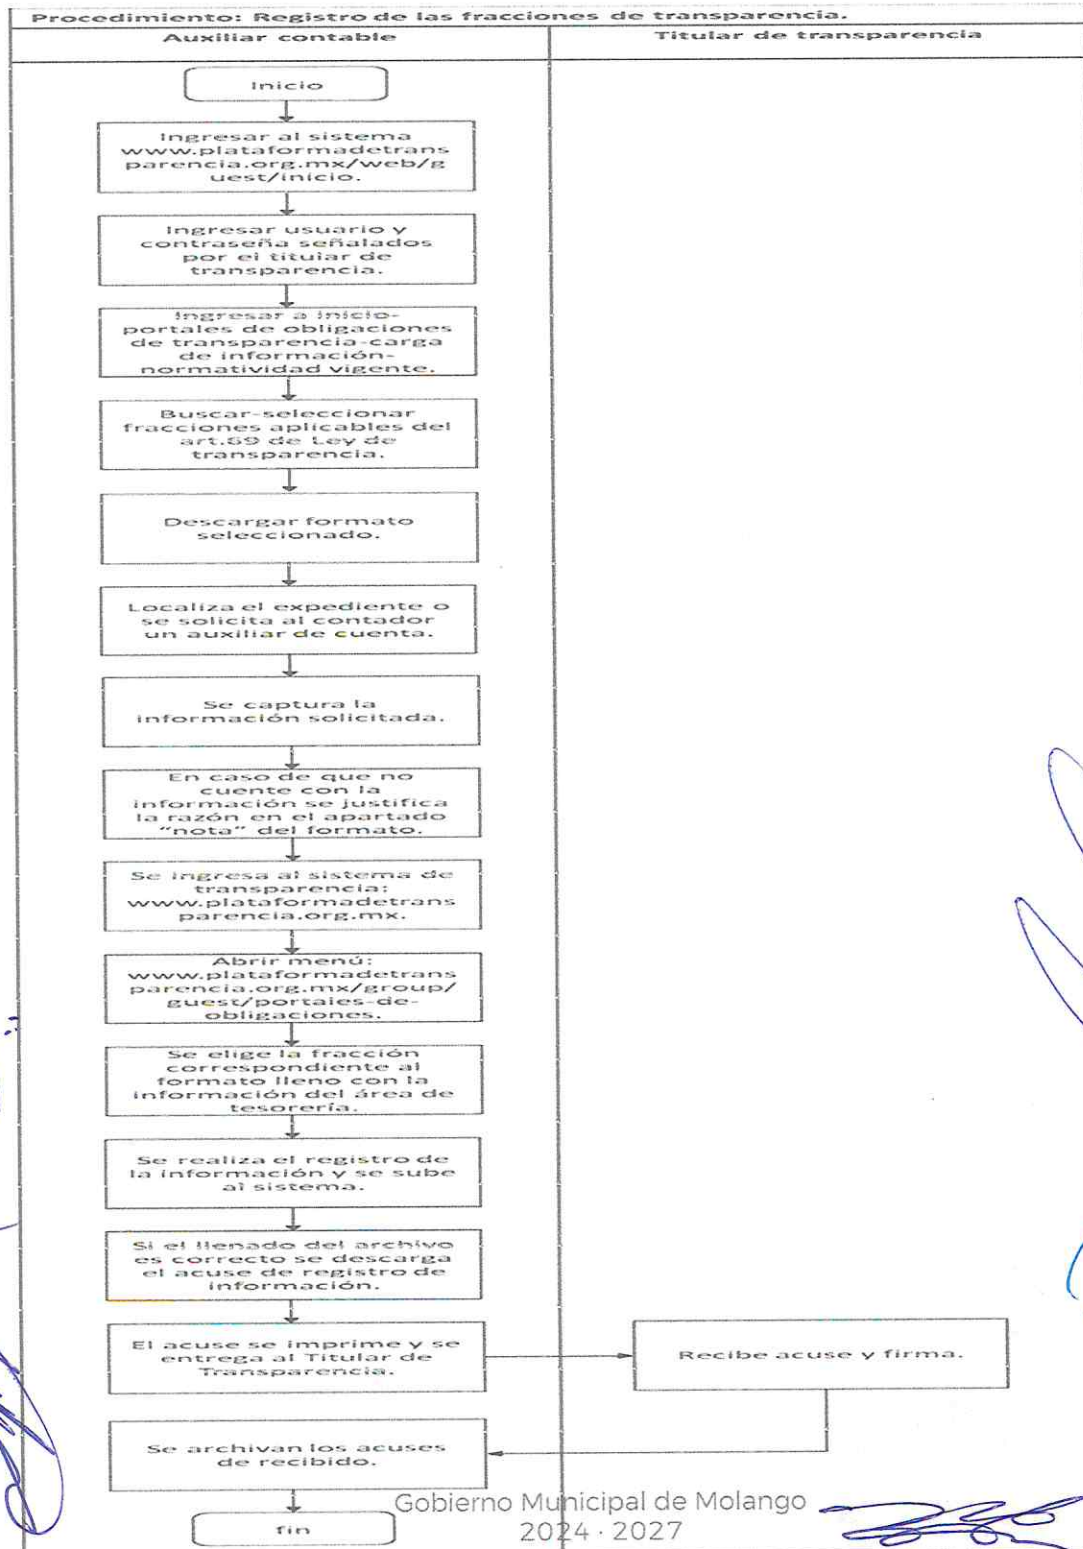 Procedimiento: Registro de las fracciones de transparencia.
Auxiliar contable
Titular de transparencia
Inicio
Ingresar al sistema
www.plataformadetrans
parencia.org.mx/web/g
uest/inicio.
Ingresar usuario y
contraseña señalados
por el titular de
transparencia.
Ingresar a inicio-
portales de obligaciones
de transparencia-carga
de información-
normatividad vigente.
Buscar-seleccionar
fracciones aplicables del
art.69 de Ley de
transparencia.
Descargar formato
seleccionado.
Localiza el expediente o
se solicita al contador
un auxiliar de cuenta.
Se captura la
información solicitada.
En caso de que no
cuente con la
información se justifica
la razón en el apartado
“nota” del formato.
Se ingresa al sistema de
transparencia:
www.plataformadetrans
parencia.org.mx.
Abrir menú:
www.plataformadetrans
parencia.org.mx/group/
guest/portales-de-
obligaciones.
Se elige la fracción
correspondiente al
formato lleno con la
información del área de
tesorería.
Se realiza el registro de
la información y se sube
al sistema.
Si el llenado del archivo
es correcto se descarga
el acuse de registro de
información.
El acuse se imprime y se
entrega al Titular de
Transparencia.
Recibe acuse y firma.
Se archivan los acuses
de recibido.
fin
Gobierno Municipal de Molango
2024 · 2027